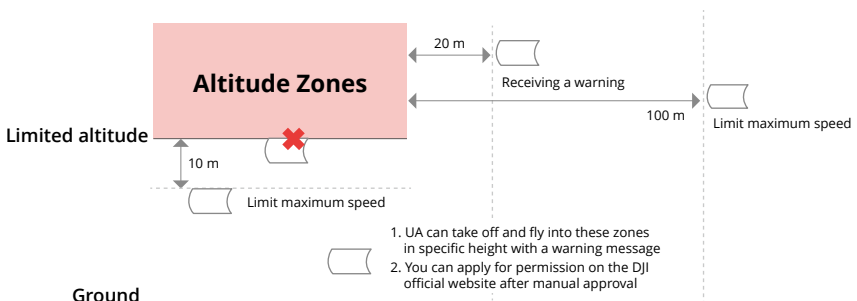 20 m
Altitude Zones
Receiving a warning
100 m
Limit maximum speed
Limited altitude
10 m
Limit maximum speed
1. UA can take off and fly into these zones
in specific height with a warning message
2. You can apply for permission on the DJI
official website after manual approval
Ground